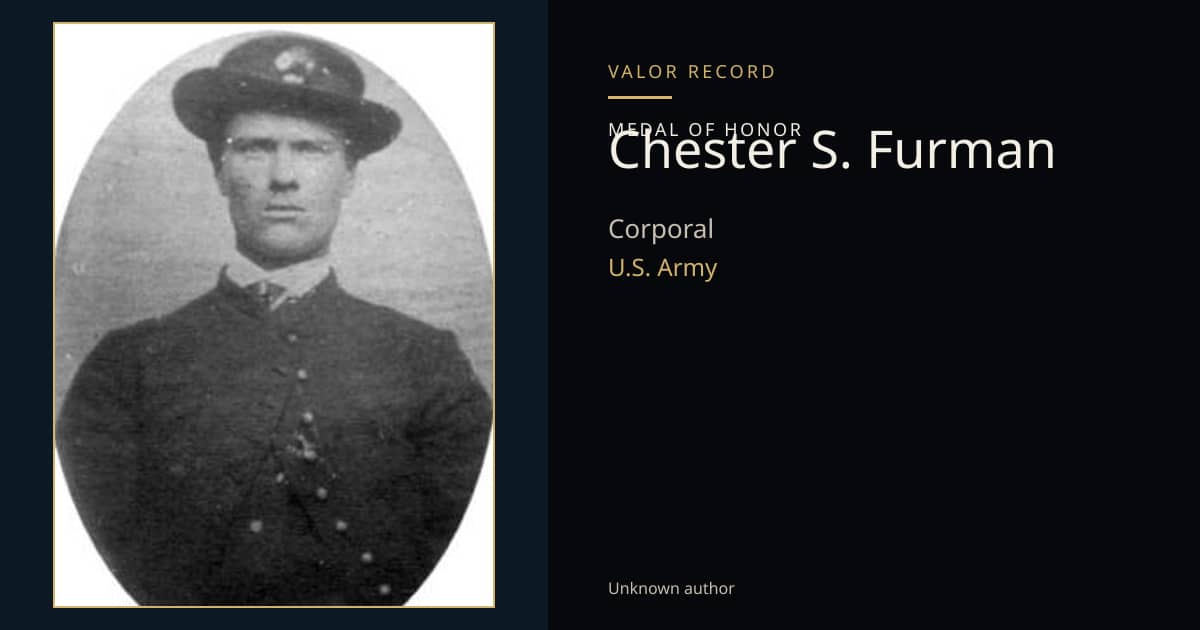 VALOR RECORD
MEDAL OF HONOR
Chester S. Furman
Corporal
U.S. Army
Unknown author